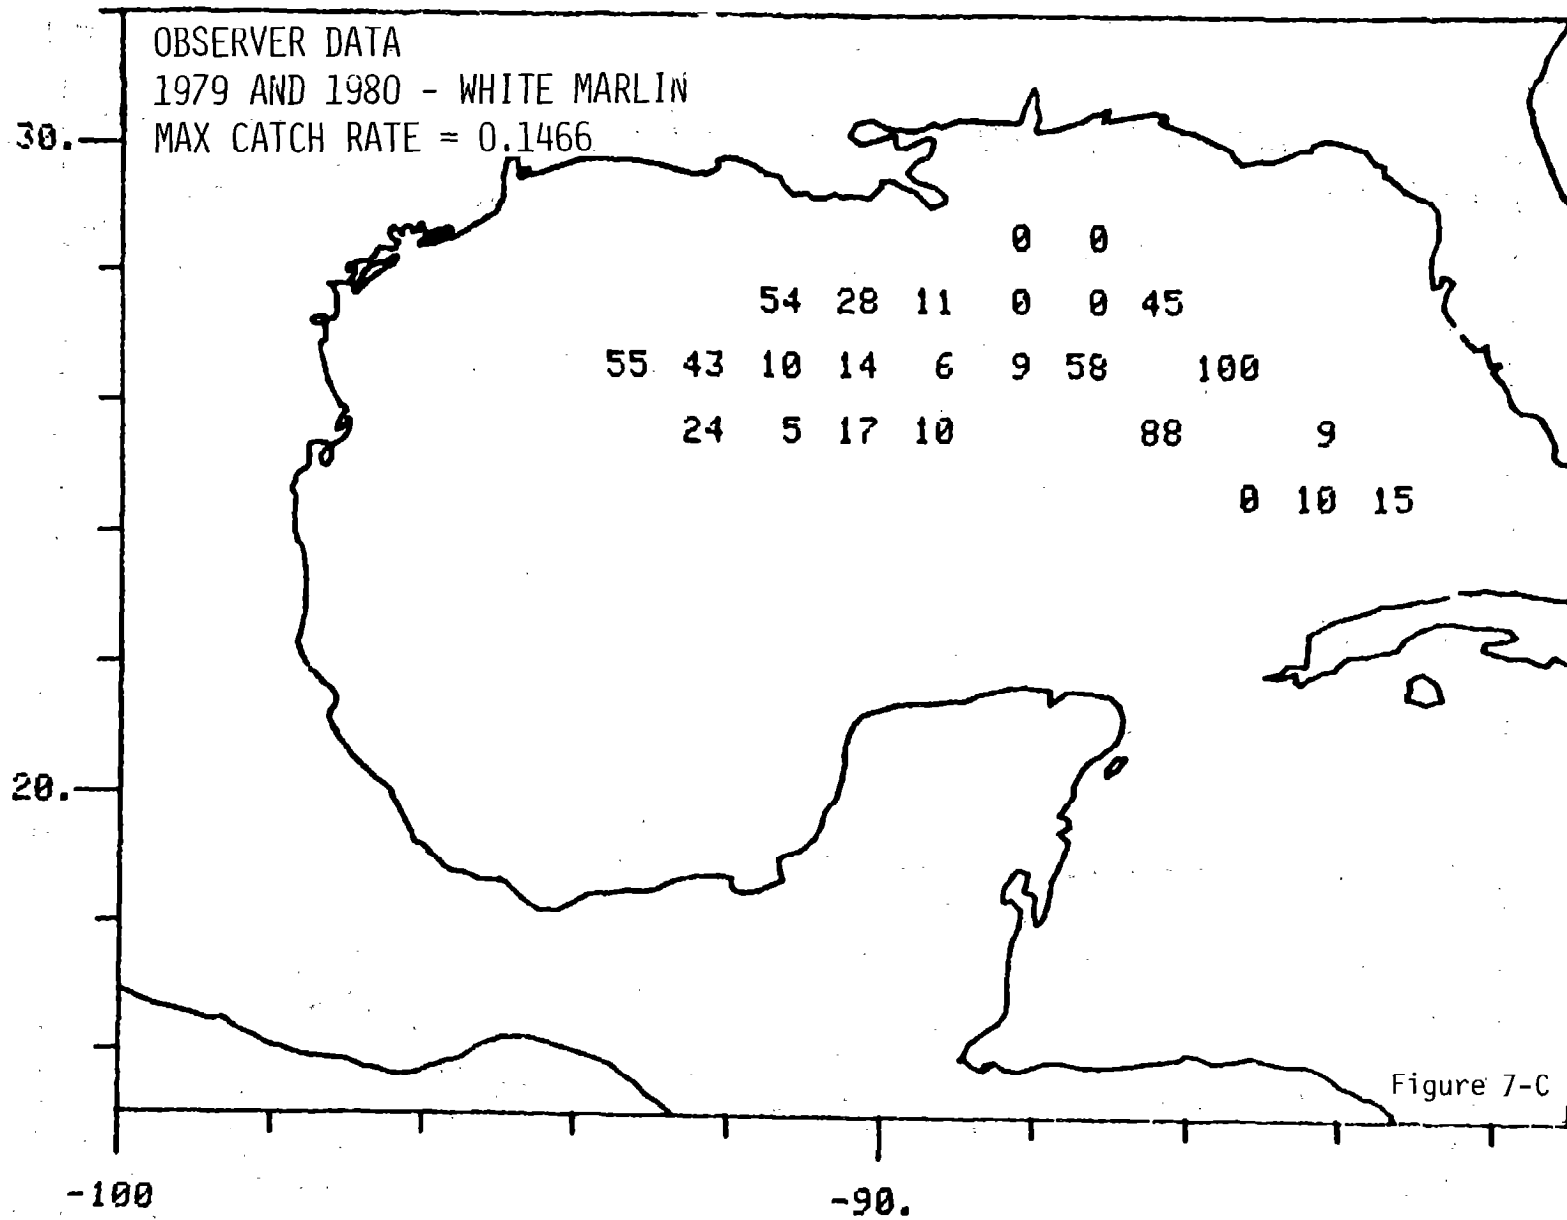 OBSERVER DATA
1979 AND 1980 - WHITE MARLIN
MAX CATCH RATE = 0.1466
30.
0 0
54 28 11 0 0 45
55 43 10 14 6 9 58 100
24 5 17 10 88 9
0 10 15
20.
Figure 7-C
-100
-90.